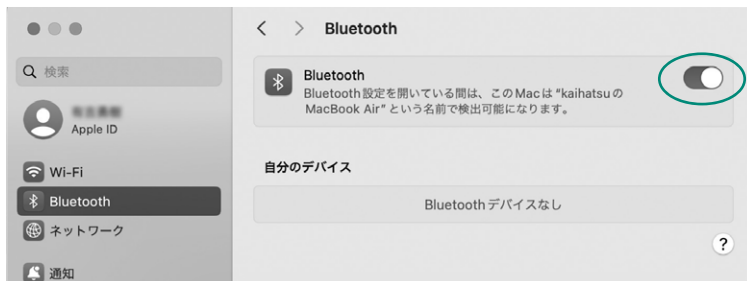 Bluetooth
検索
Apple ID
Wi-Fi
Bluetooth
ネットワーク
通知
Bluetooth
Bluetooth設定を開いている間は、このMacは“kaihatsuの
MacBook Air”という名前で検出可能になります。
自分のデバイス
Bluetoothデバイスなし
?